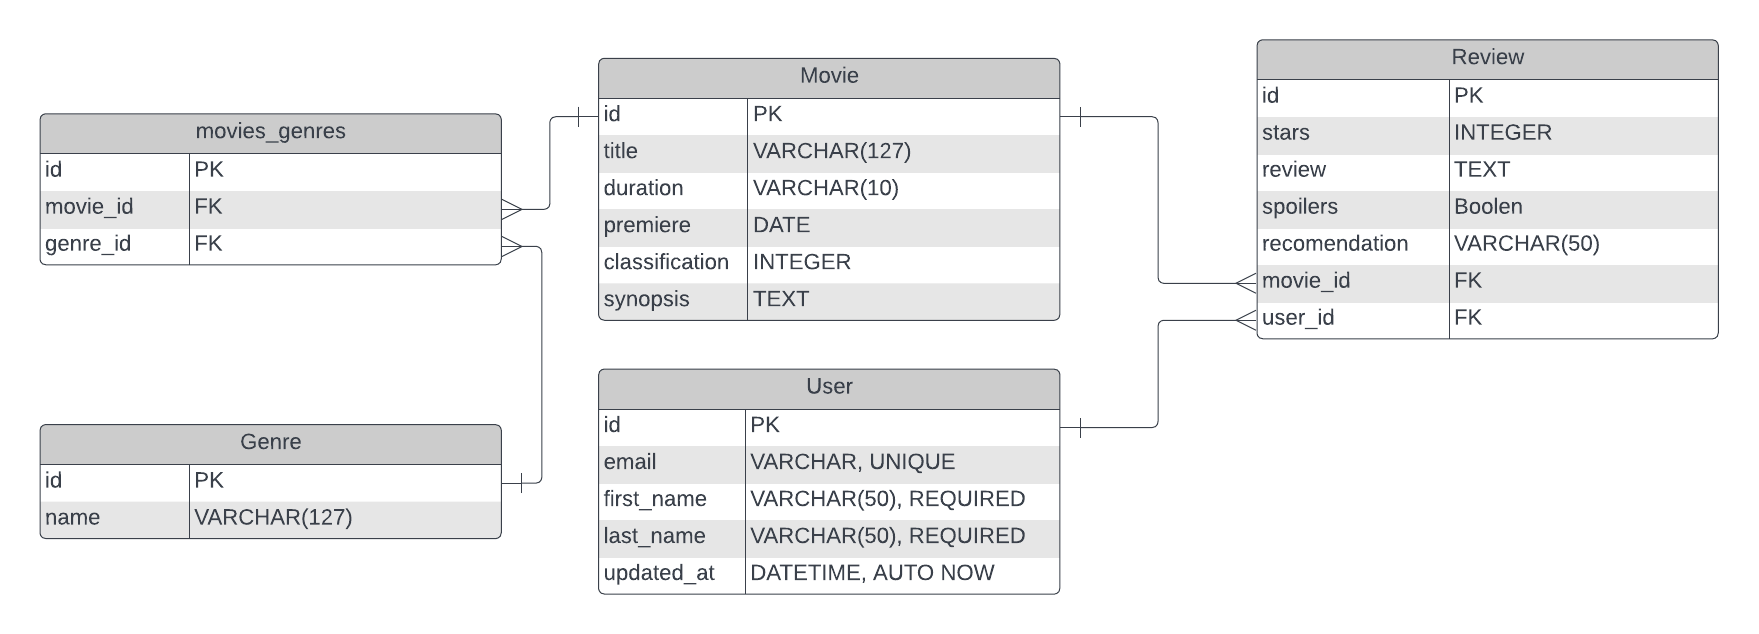 movies_genres
id PK
movie_id FK
genre_id FK
Genre
id PK
name VARCHAR(127)
Movie
id PK
title VARCHAR(127)
duration VARCHAR(10)
premiere DATE
classification INTEGER
synopsis TEXT
User
id PK
email VARCHAR, UNIQUE
first_name VARCHAR(50), REQUIRED
last_name VARCHAR(50), REQUIRED
updated_at DATETIME, AUTO NOW
Review
id PK
stars INTEGER
review TEXT
spoilers Boolen
recomendation VARCHAR(50)
movie_id FK
user_id FK